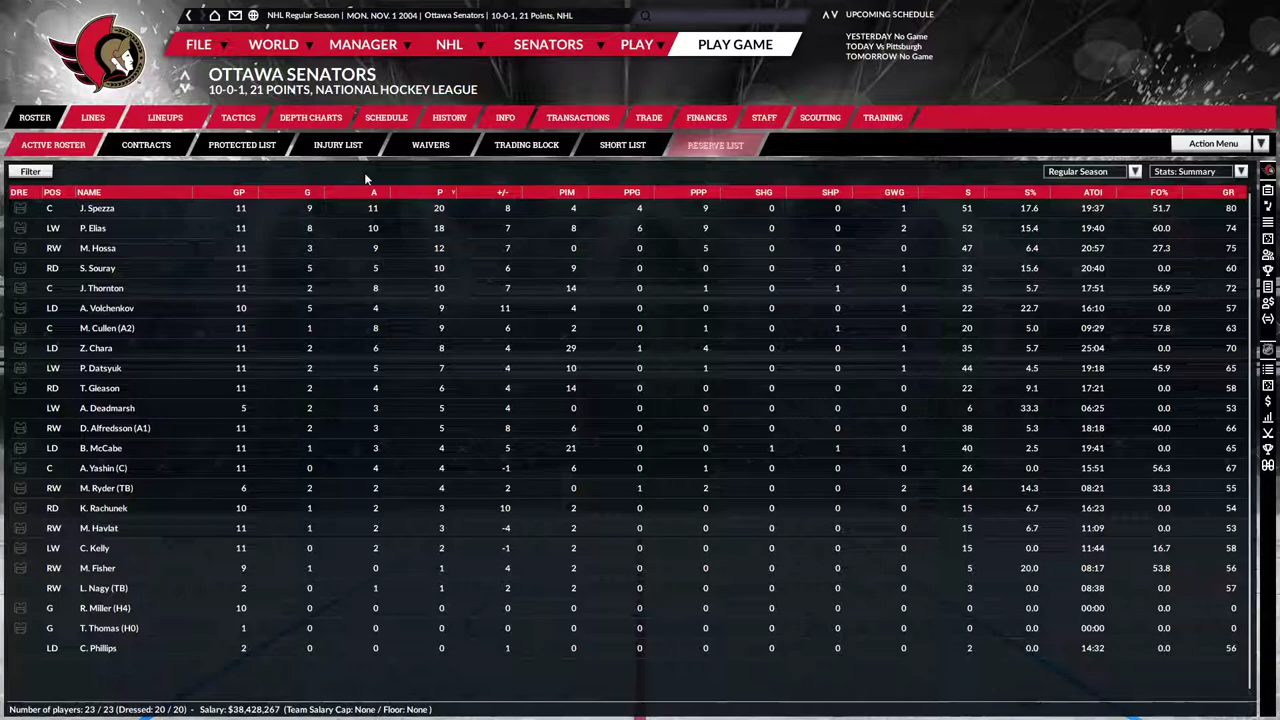 NHL Regular Season | MON. NOV. 1 2004 | Ottawa Senators | 10-0-1, 21 Points, NHL
UPCOMING SCHEDULE
YESTERDAY No Game
TODAY Vs Pittsburgh
TOMORROW No Game
FILE WORLD MANAGER NHL SENATORS PLAY PLAY GAME
OTTAWA SENATORS
10-0-1, 21 POINTS, NATIONAL HOCKEY LEAGUE
ROSTER LINES LINEUPS TACTICS DEPTH CHARTS SCHEDULE HISTORY INFO TRANSACTIONS TRADE FINANCES STAFF SCOUTING TRAINING
ACTIVE ROSTER CONTRACTS PROTECTED LIST INJURY LIST WAIVERS TRADING BLOCK SHORT LIST RESERVE LIST Action Menu
Filter Regular Season Stats: Summary
DRE POS NAME GP G A P +/- PIM PPG PPP SHG SHP GWG S S% ATOI FO% GR
C J. Spezza 11 9 11 20 8 4 4 9 0 0 1 51 17.6 19:37 51.7 80
LW P. Elias 11 8 10 18 7 8 6 9 0 0 2 52 15.4 19:40 60.0 74
RW M. Hossa 11 3 9 12 7 0 0 5 0 0 0 47 6.4 20:57 27.3 75
RD S. Souray 11 5 5 10 6 9 0 0 0 0 1 32 15.6 20:40 0.0 60
C J. Thornton 11 2 8 10 7 14 0 1 0 1 0 35 5.7 17:51 56.9 72
LD A. Volchenkov 10 5 4 9 11 4 0 0 0 0 1 22 22.7 16:10 0.0 57
C M. Cullen (A2) 11 1 8 9 6 2 0 1 0 1 0 20 5.0 09:29 57.8 63
LD Z. Chara 11 2 6 8 4 29 1 4 0 0 1 35 5.7 25:04 0.0 70
LW P. Datsyuk 11 2 5 7 4 10 0 1 0 0 0 44 4.5 19:18 45.9 65
RD T. Gleason 11 2 4 6 4 14 0 0 0 0 0 22 9.1 17:21 0.0 58
LW A. Deadmarsh 5 2 3 5 4 0 0 0 0 0 0 6 33.3 06:25 0.0 53
RW D. Alfredsson (A1) 11 2 3 5 8 6 0 0 0 0 0 38 5.3 18:18 40.0 66
LD B. McCabe 11 1 3 4 5 21 0 0 1 1 1 40 2.5 19:41 0.0 65
C A. Yashin (C) 11 0 4 4 -1 6 0 1 0 0 0 26 0.0 15:51 56.3 67
RW M. Ryder (TB) 6 2 2 4 2 0 1 2 0 0 2 14 14.3 08:21 33.3 55
RD K. Rachunek 10 1 2 3 10 2 0 0 0 0 0 15 6.7 16:23 0.0 54
RW M. Havlat 11 1 2 3 -4 2 0 0 0 0 0 15 6.7 11:09 0.0 53
LW C. Kelly 11 0 2 2 -1 2 0 0 0 0 0 15 0.0 11:44 16.7 58
RW M. Fisher 9 1 0 1 4 2 0 0 0 0 0 5 20.0 08:17 53.8 56
RW L. Nagy (TB) 2 0 1 1 2 2 0 0 0 0 0 3 0.0 08:38 0.0 57
G R. Miller (H4) 10 0 0 0 0 0 0 0 0 0 0 0 0.0 00:00 0.0 0
G T. Thomas (H0) 1 0 0 0 0 0 0 0 0 0 0 0 0.0 00:00 0.0 0
LD C. Phillips 2 0 0 0 1 0 0 0 0 0 0 2 0.0 14:32 0.0 56
Number of players: 23 / 23 (Dressed: 20 / 20) - Salary: $38,428,267 (Team Salary Cap: None / Floor: None )